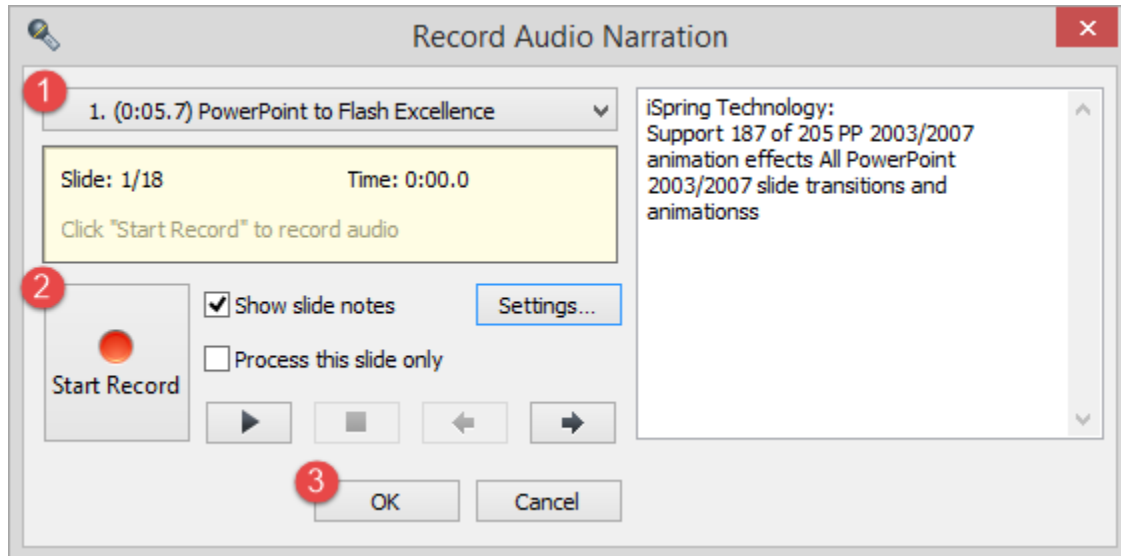 Record Audio Narration
1
1. (0:05.7) PowerPoint to Flash Excellence
Slide: 1/18 Time: 0:00.0
Click "Start Record" to record audio
2
Start Record
Show slide notes
Settings...
Process this slide only
3
OK
Cancel
iSpring Technology:
Support 187 of 205 PP 2003/2007
animation effects All PowerPoint
2003/2007 slide transitions and
animationss